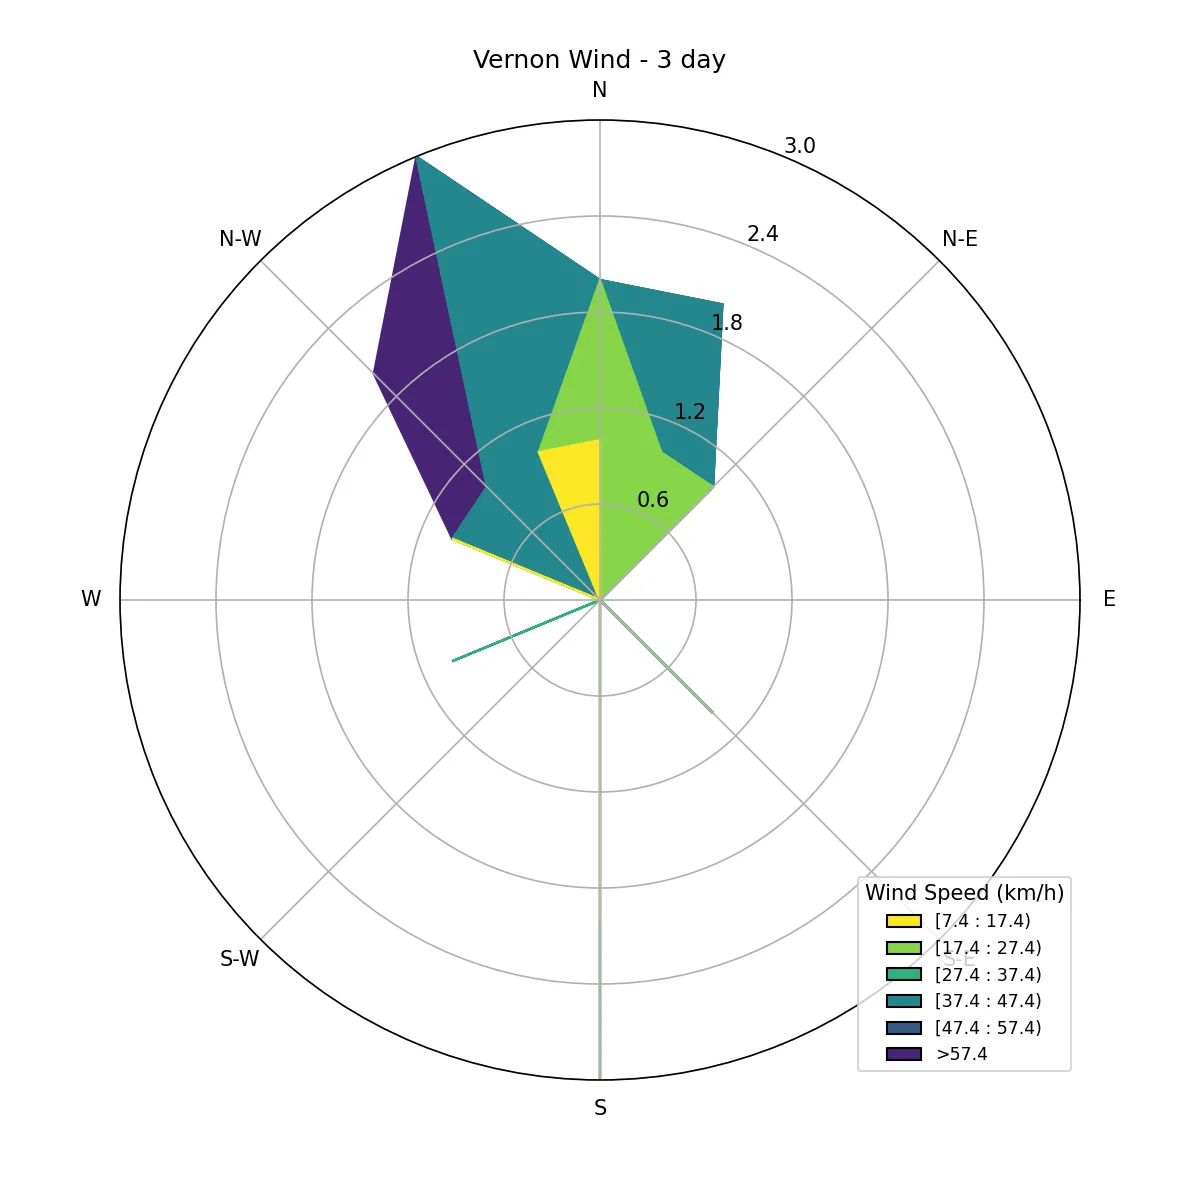 Vernon Wind - 3 day
N
3.0
N-W
2.4
N-E
1.8
1.2
0.6
W
E
Wind Speed (km/h)
[7.4 : 17.4)
[17.4 : 27.4)
S-W
S-E
[27.4 : 37.4)
[37.4 : 47.4)
[47.4 : 57.4)
>57.4
S